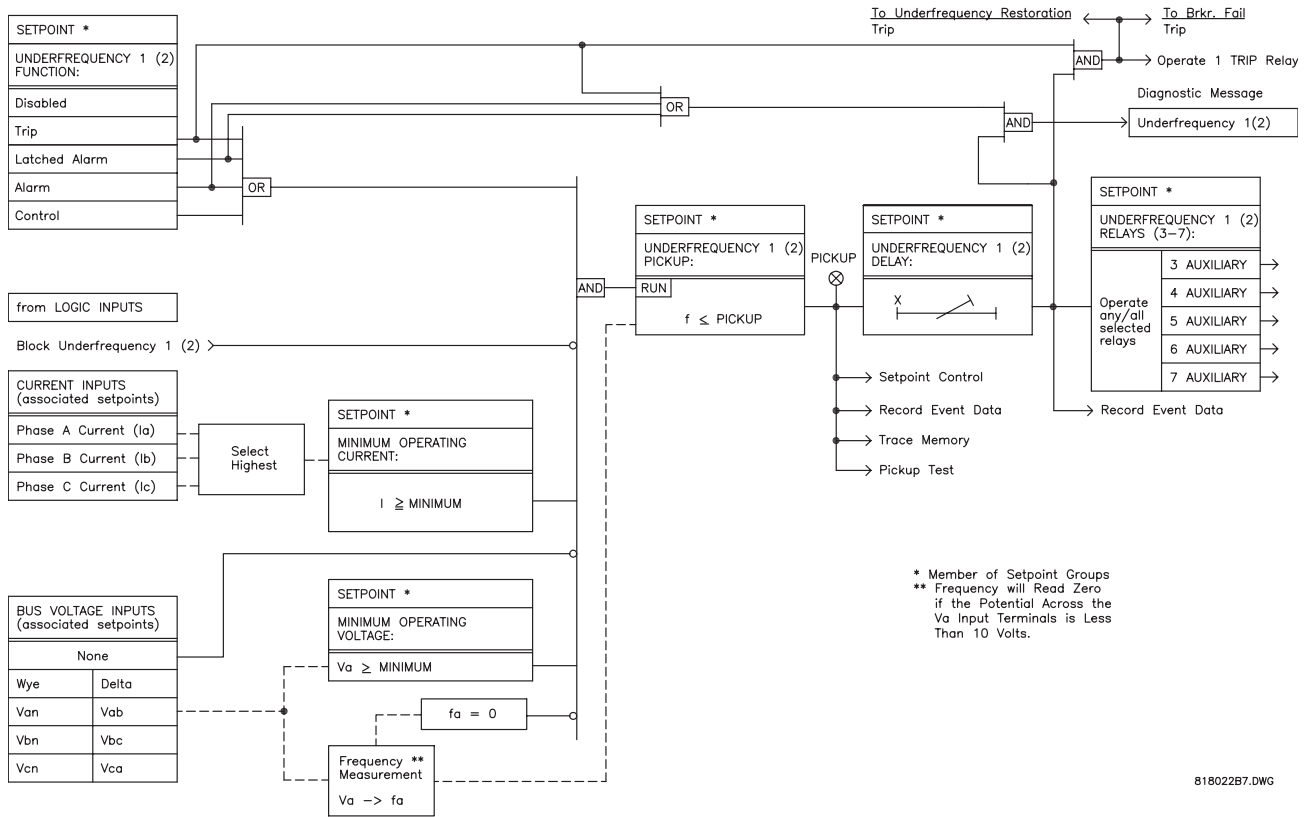 SETPOINT *
UNDERFREQUENCY 1 (2)
FUNCTION:
Disabled
Trip
Latched Alarm
Alarm
Control
OR
OR
AND
AND
To Underfrequency Restoration
Trip
To Brkr. Fail
Trip
Operate 1 TRIP Relay
Diagnostic Message
Underfrequency 1(2)
from LOGIC INPUTS
Block Underfrequency 1 (2)
CURRENT INPUTS
(associated setpoints)
Phase A Current (Ia)
Phase B Current (Ib)
Phase C Current (Ic)
Select
Highest
SETPOINT *
MINIMUM OPERATING
CURRENT:
I ≥ MINIMUM
BUS VOLTAGE INPUTS
(associated setpoints)
None
Wye Delta
Van Vab
Vbn Vbc
Vcn Vca
SETPOINT *
MINIMUM OPERATING
VOLTAGE:
Va ≥ MINIMUM
fa = 0
Frequency **
Measurement
Va -> fa
AND
SETPOINT *
UNDERFREQUENCY 1 (2)
PICKUP:
RUN
f ≤ PICKUP
PICKUP
SETPOINT *
UNDERFREQUENCY 1 (2)
DELAY:
X
Setpoint Control
Record Event Data
Trace Memory
Pickup Test
SETPOINT *
UNDERFREQUENCY 1 (2)
RELAYS (3-7):
Operate
any/all
selected
relays
3 AUXILIARY
4 AUXILIARY
5 AUXILIARY
6 AUXILIARY
7 AUXILIARY
Record Event Data
* Member of Setpoint Groups
** Frequency will Read Zero
if the Potential Across the
Va Input Terminals is Less
Than 10 Volts.
818022B7.DWG